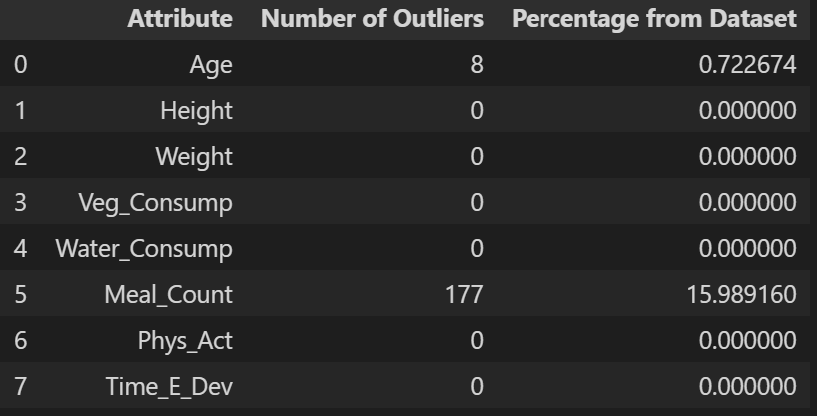 Attribute Number of Outliers Percentage from Dataset
0 Age 8 0.722674
1 Height 0 0.000000
2 Weight 0 0.000000
3 Veg_Consump 0 0.000000
4 Water_Consump 0 0.000000
5 Meal_Count 177 15.989160
6 Phys_Act 0 0.000000
7 Time_E_Dev 0 0.000000